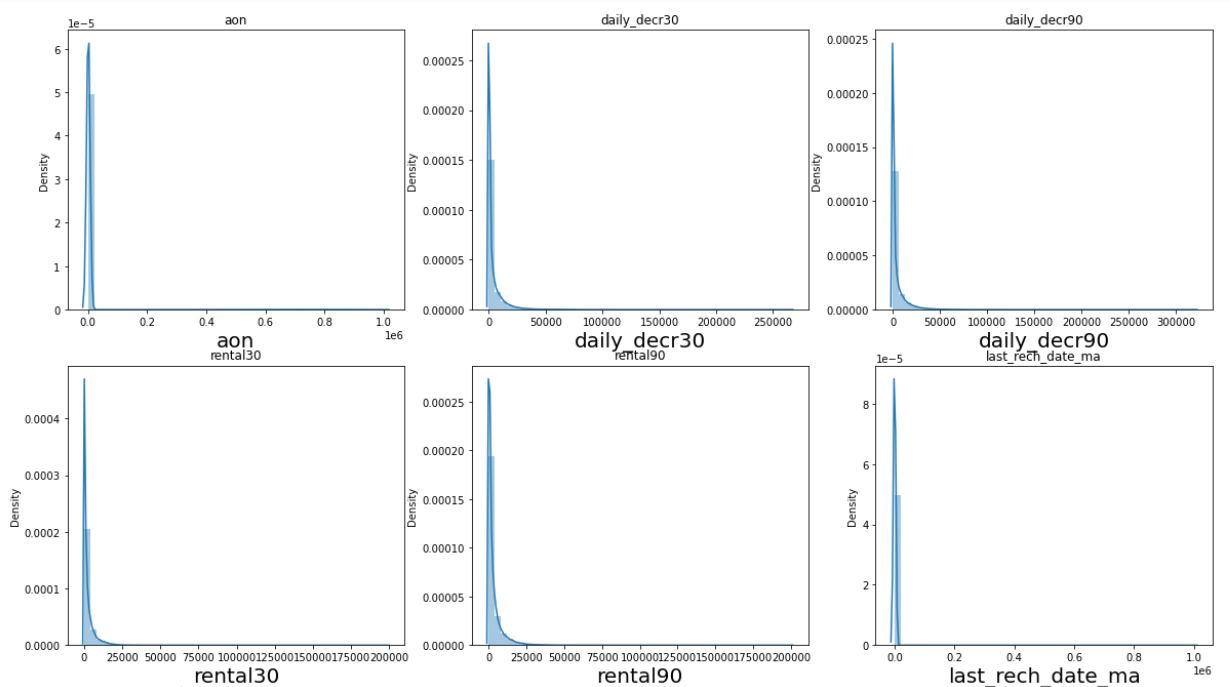 aon daily_decr30 daily_decr90
1e−5
6
5
4
3
2
1
0
Density
0.0 0.2 0.4 0.6 0.8 1.0
1e6
aon
0.00025
0.00020
0.00015
0.00010
0.00005
0.00000
Density
0 50000 100000 150000 200000 250000
daily_decr30
0.00025
0.00020
0.00015
0.00010
0.00005
0.00000
Density
0 50000 100000 150000 200000 250000 300000
daily_decr90
rental30 rental90 last_rech_date_ma
0.0004
0.0003
0.0002
0.0001
0.0000
Density
0 25000 50000 75000 100000 125000 150000 175000 200000
rental30
0.00025
0.00020
0.00015
0.00010
0.00005
0.00000
Density
0 25000 50000 75000 100000 125000 150000 175000 200000
rental90
1e−5
8
6
4
2
0
Density
0.0 0.2 0.4 0.6 0.8 1.0
1e6
last_rech_date_ma